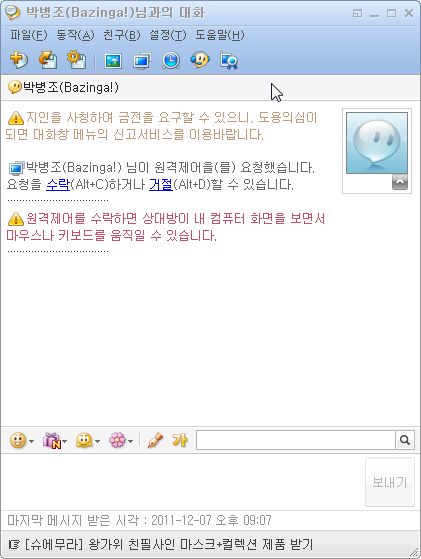 박병조(Bazinga!)님과의 대화
파일(F) 동작(A) 친구(B) 설정(T) 도움말(H)
박병조(Bazinga!)
지인을 사칭하며 금전을 요구할 수 있으니, 도용의심이
되면 대화창 메뉴의 신고서비스를 이용바랍니다.
박병조(Bazinga!) 님이 원격제어을(를) 요청했습니다.
요청을 수락(Alt+C)하거나 거절(Alt+D)할 수 있습니다.
원격제어를 수락하면 상대방이 내 컴퓨터 화면을 보면서
마우스나 키보드를 움직일 수 있습니다.
가
보내기
마지막 메시지 받은 시각 : 2011-12-07 오후 09:07
[슈에무라] 왕가위 친필사인 마스크+컬렉션 제품 받기